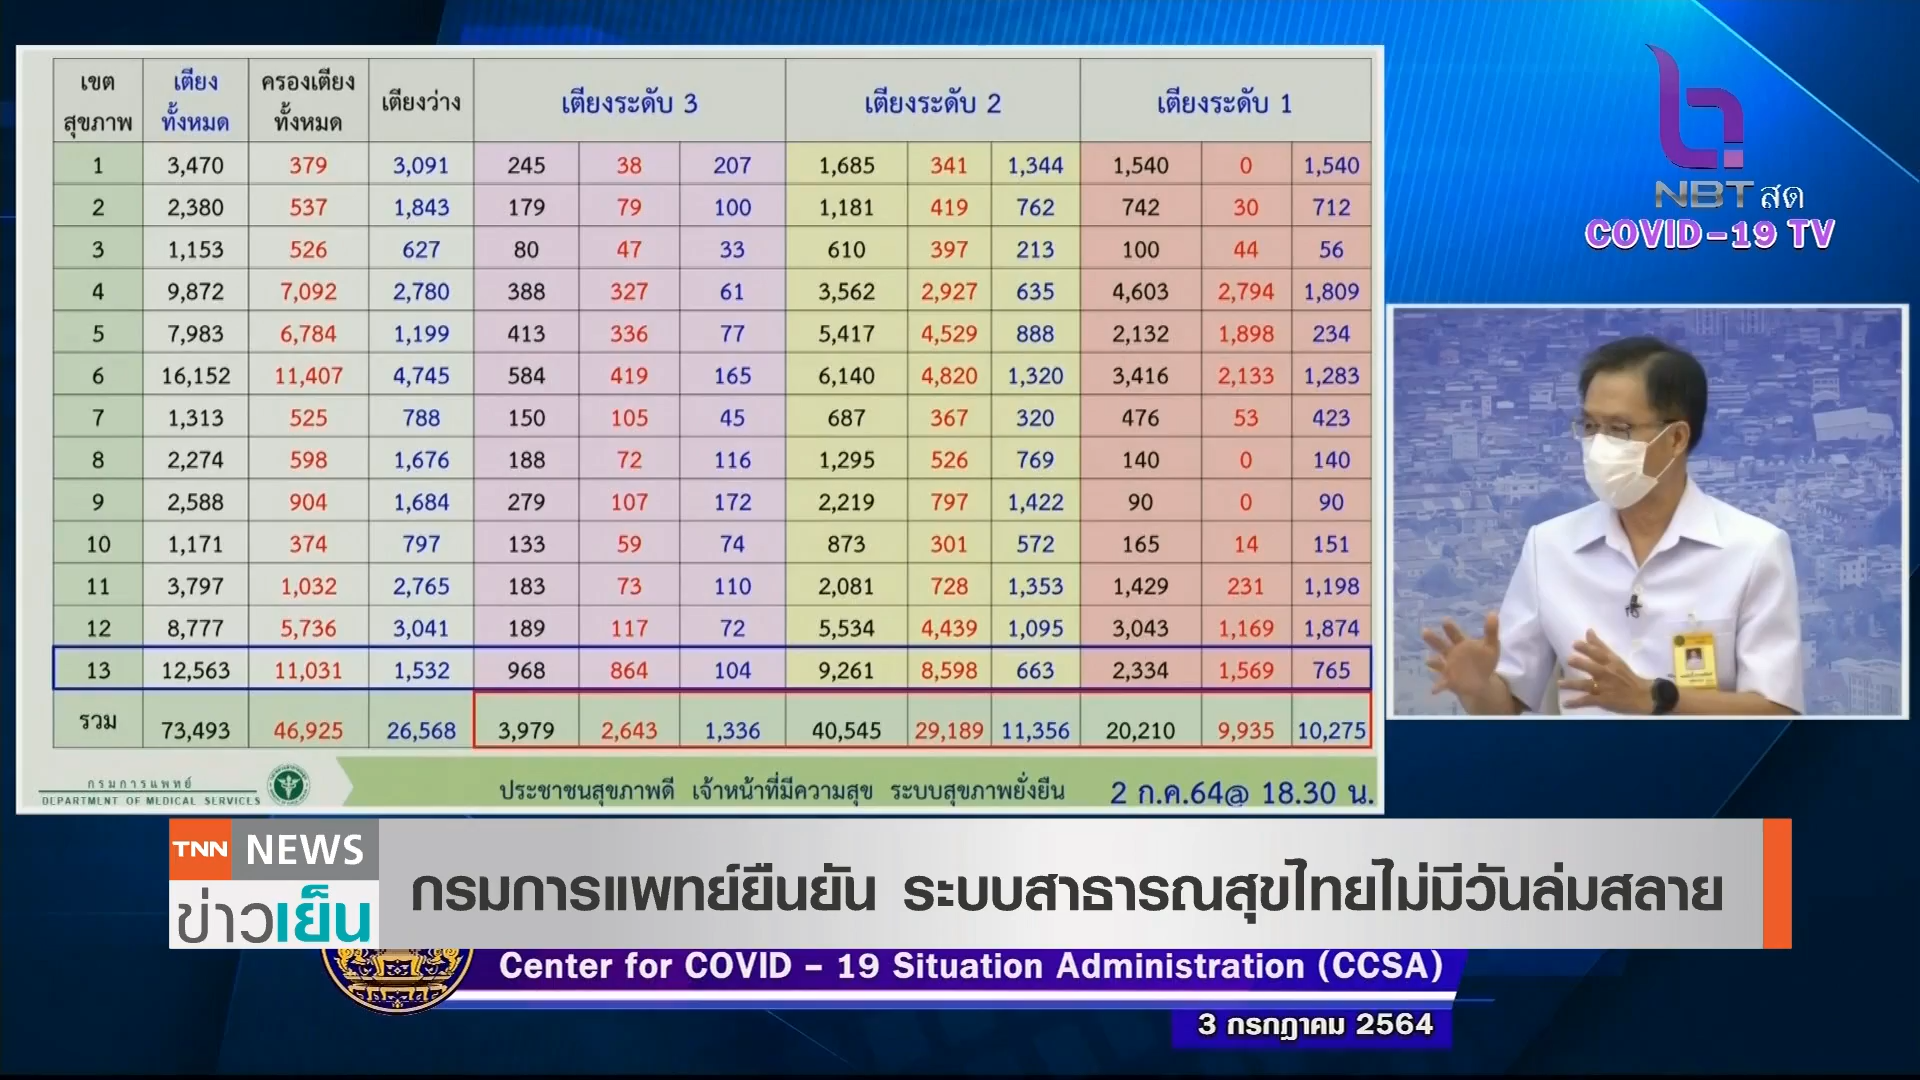 เขต สุขภาพ เตียง ทั้งหมด ครองเตียง ทั้งหมด เตียงว่าง เตียงระดับ 3 เตียงระดับ 2 เตียงระดับ 1
1 3,470 379 3,091 245 38 207 1,685 341 1,344 1,540 0 1,540
2 2,380 537 1,843 179 79 100 1,181 419 762 742 30 712
3 1,153 526 627 80 47 33 610 397 213 100 44 56
4 9,872 7,092 2,780 388 327 61 3,562 2,927 635 4,603 2,794 1,809
5 7,983 6,784 1,199 413 336 77 5,417 4,529 888 2,132 1,898 234
6 16,152 11,407 4,745 584 419 165 6,140 4,820 1,320 3,416 2,133 1,283
7 1,313 525 788 150 105 45 687 367 320 476 53 423
8 2,274 598 1,676 188 72 116 1,295 526 769 140 0 140
9 2,588 904 1,684 279 107 172 2,219 797 1,422 90 0 90
10 1,171 374 797 133 59 74 873 301 572 165 14 151
11 3,797 1,032 2,765 183 73 110 2,081 728 1,353 1,429 231 1,198
12 8,777 5,736 3,041 189 117 72 5,534 4,439 1,095 3,043 1,169 1,874
13 12,563 11,031 1,532 968 864 104 9,261 8,598 663 2,334 1,569 765
รวม 73,493 46,925 26,568 3,979 2,643 1,336 40,545 29,189 11,356 20,210 9,935 10,275
กรมการแพทย์
DEPARTMENT OF MEDICAL SERVICES
ประชาชนสุขภาพดี เจ้าหน้าที่มีความสุข ระบบสุขภาพยั่งยืน 2 ก.ค.64@ 18.30 น.
NBT สด
COVID-19 TV
TNN NEWS
ข่าวเย็น
กรมการแพทย์ยืนยัน ระบบสาธารณสุขไทยไม่มีวันล่มสลาย
Center for COVID - 19 Situation Administration (CCSA)
3 กรกฎาคม 2564